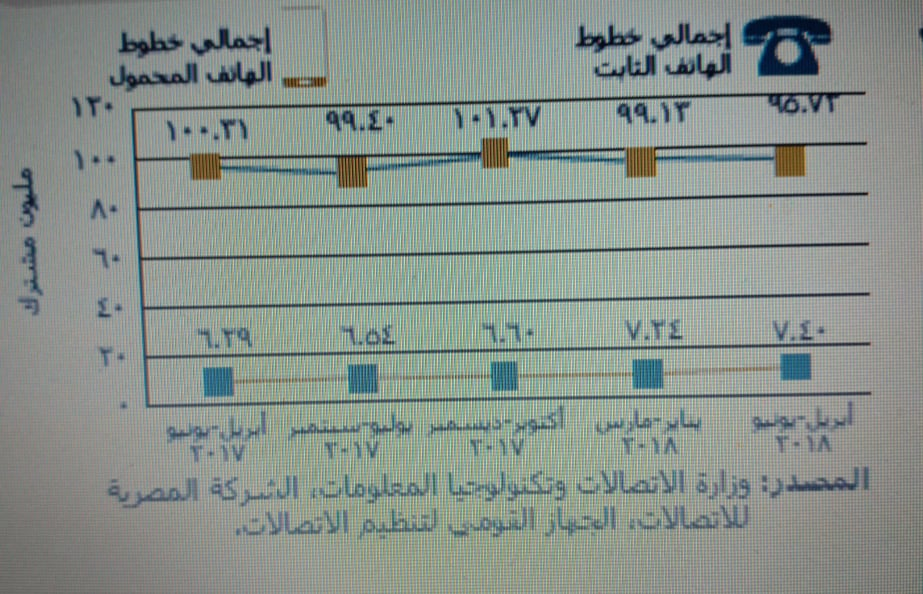 إجمالي خطوط
الهاتف الثابت
إجمالي خطوط
الهاتف المحمول
مليون مشترك
١٢٠
١٠٠
٨٠
٦٠
٤٠
٢٠
٠
١٠٠.٣١ ٩٩.٤٠ ١٠١.٢٧ ٩٩.١٣ ٩٥.٧٣
٦.٢٩ ٦.٥٤ ٦.٦٠ ٧.٢٤ ٧.٤٠
أبريل-يونيو يوليو-سبتمبر أكتوبر-ديسمبر يناير-مارس أبريل-يونيو
٢٠١٧ ٢٠١٧ ٢٠١٧ ٢٠١٨ ٢٠١٨
المصدر: وزارة الاتصالات وتكنولوجيا المعلومات، الشركة المصرية
للاتصالات، الجهاز القومي لتنظيم الاتصالات.